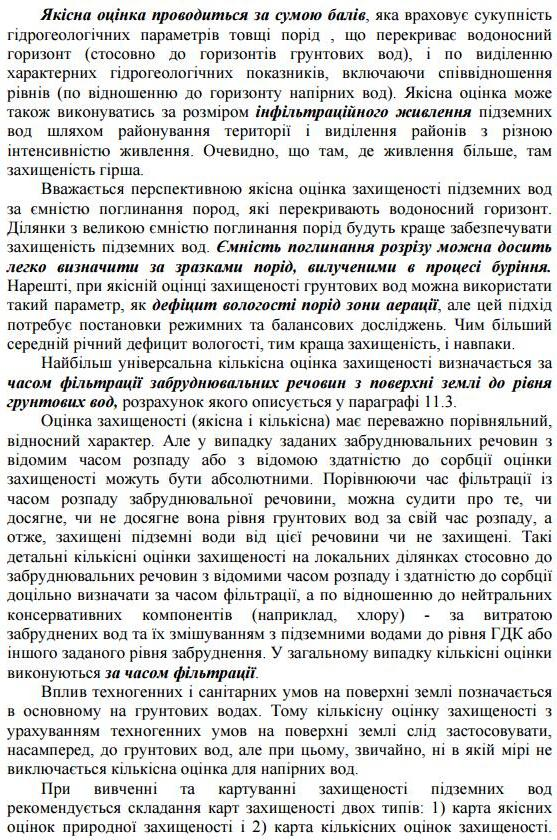 Якісна оцінка проводиться за сумою балів, яка враховує сукупність
гідрогеологічних параметрів товщі порід , що перекриває водоносний
горизонт (стосовно до горизонтів грунтових вод), і по виділенню
характерних гідрогеологічних показників, включаючи співвідношення
рівнів (по відношенню до горизонту напірних вод). Якісна оцінка може
також виконуватись за розміром інфільтраційного живлення підземних
вод шляхом районування території і виділення районів з різною
інтенсивністю живлення. Очевидно, що там, де живлення більше, там
захищеність гірша.
Вважається перспективною якісна оцінка захищеності підземних вод
за ємністю поглинання пород, які перекривають водоносний горизонт.
Ділянки з великою ємністю поглинання порід будуть краще забезпечувати
захищеність підземних вод. Ємність поглинання розрізу можна досить
легко визначити за зразками порід, вилученими в процесі буріння.
Нарешті, при якісній оцінці захищеності грунтових вод можна використати
такий параметр, як дефіцит вологості порід зони аерації, але цей підхід
потребує постановки режимних та балансових досліджень. Чим більший
середній річний дефицит вологості, тим краща захищеність, і навпаки.
Найбільш універсальна кількісна оцінка захищеності визначається за
часом фільтрації забруднювальних речовин з поверхні землі до рівня
грунтових вод, розрахунок якого описується у параграфі 11.3.
Оцінка захищеності (якісна і кількісна) має переважно порівняльний,
відносний характер. Але у випадку заданих забруднювальних речовин з
відомим часом розпаду або з відомою здатністю до сорбції оцінки
захищеності можуть бути абсолютними. Порівнюючи час фільтрації із
часом розпаду забруднювальної речовини, можна судити про те, чи
досягне, чи не досягне вона рівня грунтових вод за свій час розпаду, а
отже, захищені підземні води від цієї речовини чи не захищені. Такі
детальні кількісні оцінки захищеності на локальних ділянках стосовно до
забруднювальних речовин з відомими часом розпаду і здатністю до сорбції
доцільно визначати за часом фільтрації, а по відношенню до нейтральних
консервативних компонентів (наприклад, хлору) - за витратою
забруднених вод та їх змішуванням з підземними водами до рівня ГДК або
іншого заданого рівня забруднення. У загальному випадку кількісні оцінки
виконуються за часом фільтрації.
Вплив техногенних і санітарних умов на поверхні землі позначається
в основному на грунтових водах. Тому кількісну оцінку захищеності з
урахуванням техногенних умов на поверхні землі слід застосовувати,
насамперед, до грунтових вод, але при цьому, звичайно, ні в якій мірі не
виключається кількісна оцінка для напірних вод.
При вивченні та картуванні захищеності підземних вод
рекомендується складання карт захищеності двох типів: 1) карта якісних
оцінок природної захищеності і 2) карта кількісних оцінок захищеності.